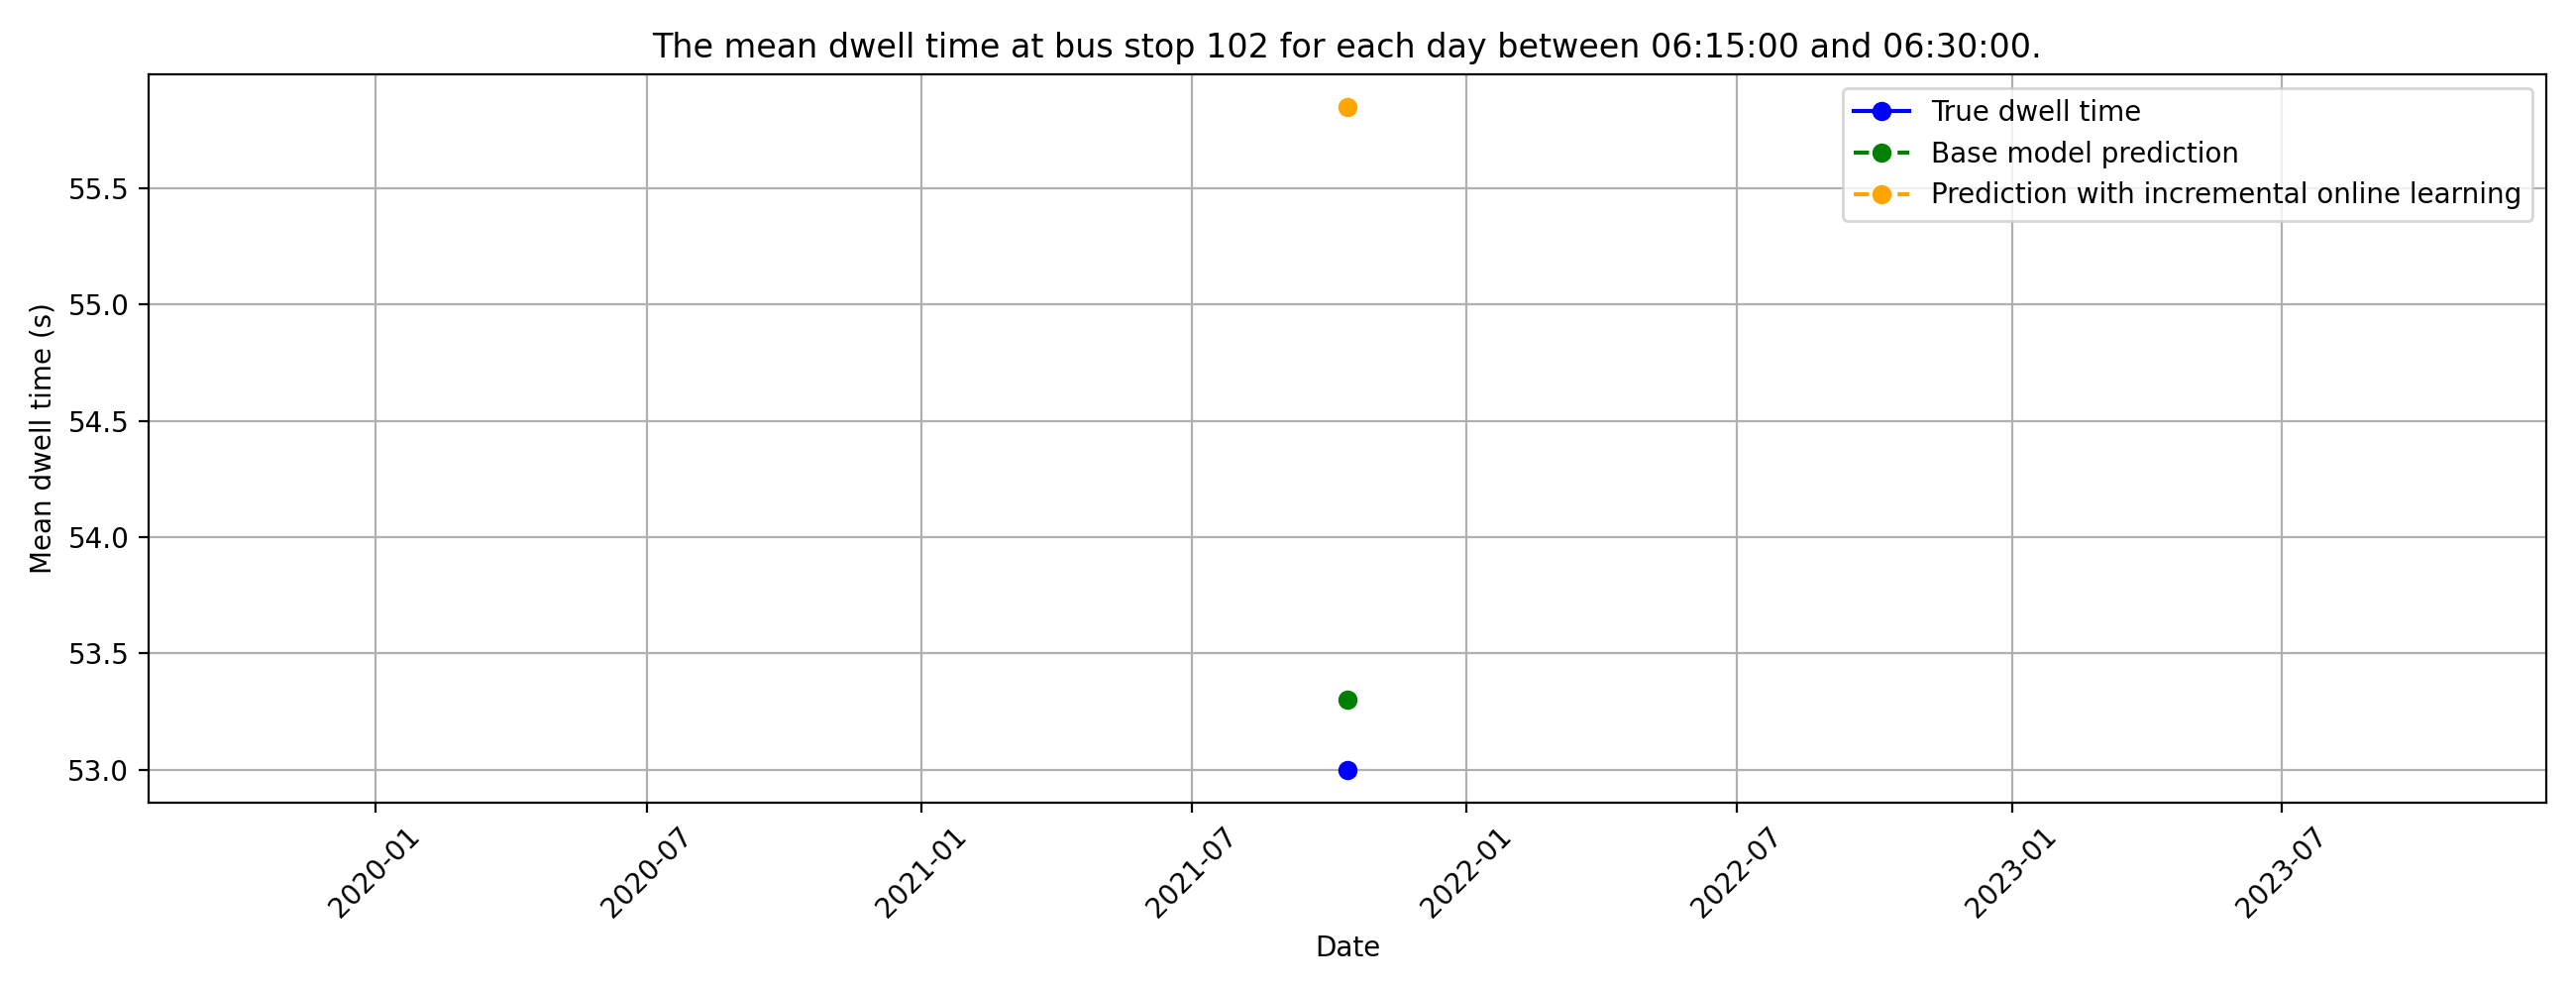 The mean dwell time at bus stop 102 for each day between 06:15:00 and 06:30:00.
True dwell time
Base model prediction
Prediction with incremental online learning
Mean dwell time (s)
55.5
55.0
54.5
54.0
53.5
53.0
2020-01
2020-07
2021-01
2021-07
2022-01
2022-07
2023-01
2023-07
Date